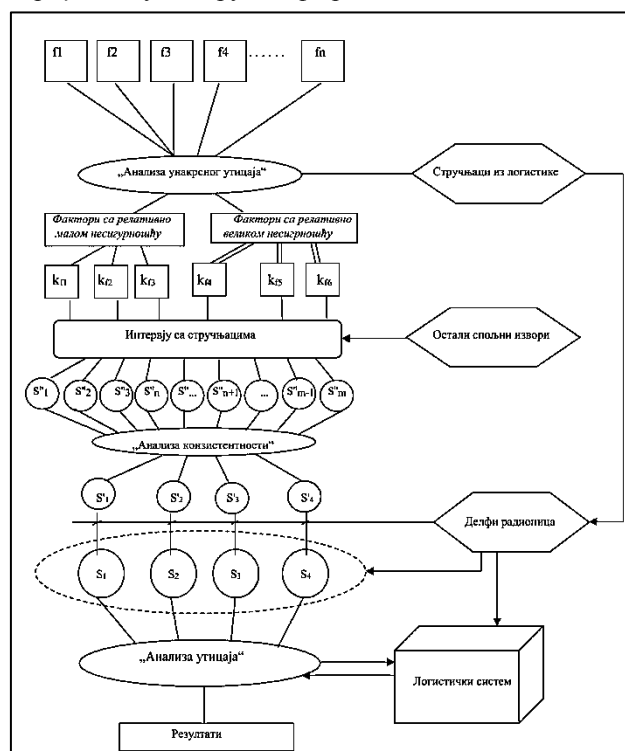 f1 f2 f3 f4 ...... fn
„Анализа унакрсног утицаја“ Стручњаци из логистике
Фактори са релативно
малом несигурношћу
Фактори са релативно
великом несигрношћу
kf1 kf2 kf3 kf4 kf5 kf6
Интерају са стручњацима
Остали спољни извори
S"1 S"2 S"3 S"n S"... S"n+1 ... S"m-1 S"m
„Анализа конзистентности“
S'1 S'2 S'3 S'4
Делфи радионица
S1 S2 S3 S4
„Анализа утицаја“
Логистички систем
Резултати